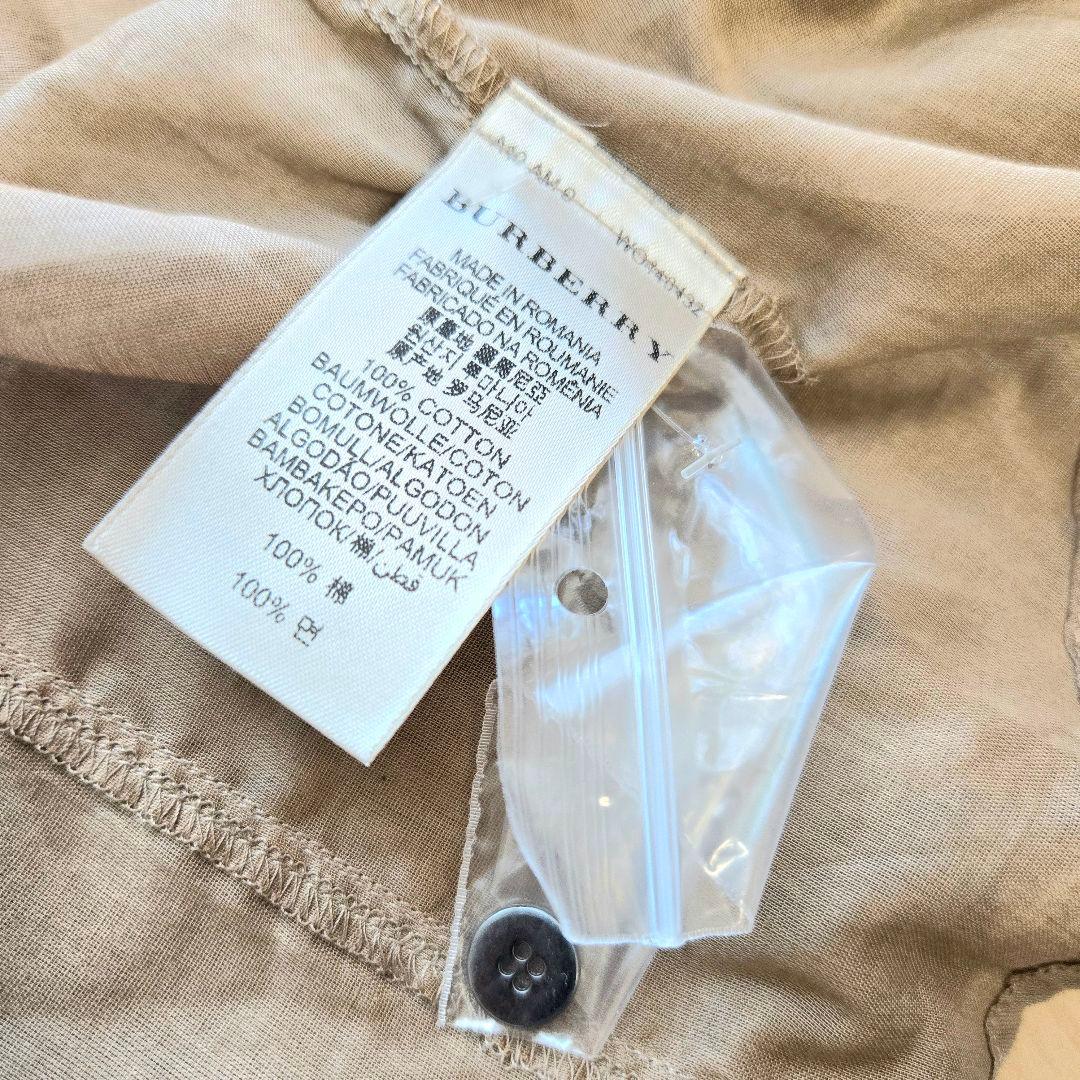 BURBERRY
MADE IN ROMANIA
FABRIQUÉ EN ROUMANIE
FABRICADO NA ROMÊNIA
原產地 羅馬尼亞
원산지 루마니아
原产地 罗马尼亚
100% COTTON
BAUMWOLLE/COTON
COTONE/KATOEN
BOMULL/ALGODON
ALGODÃO/PUUVILLA
ΒΑΜΒΑΚΕΡΟ/PAMUK
ХЛОПОК/棉/قطن
100% 棉
100% 면